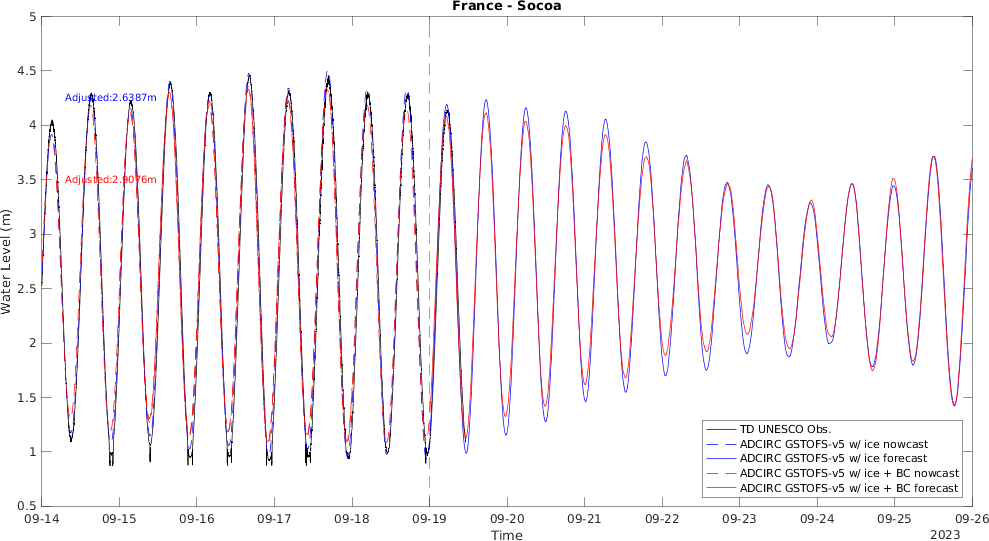 France - Socoa
5
4.5
4
3.5
3
2.5
2
1.5
1
0.5
Water Level (m)
Adjusted:2.6387m
Adjusted:2.9076m
TD UNESCO Obs.
ADCIRC GSTOFS-v5 w/ ice nowcast
ADCIRC GSTOFS-v5 w/ ice forecast
ADCIRC GSTOFS-v5 w/ ice + BC nowcast
ADCIRC GSTOFS-v5 w/ ice + BC forecast
09-14 09-15 09-16 09-17 09-18 09-19 09-20 09-21 09-22 09-23 09-24 09-25 09-26
Time
2023